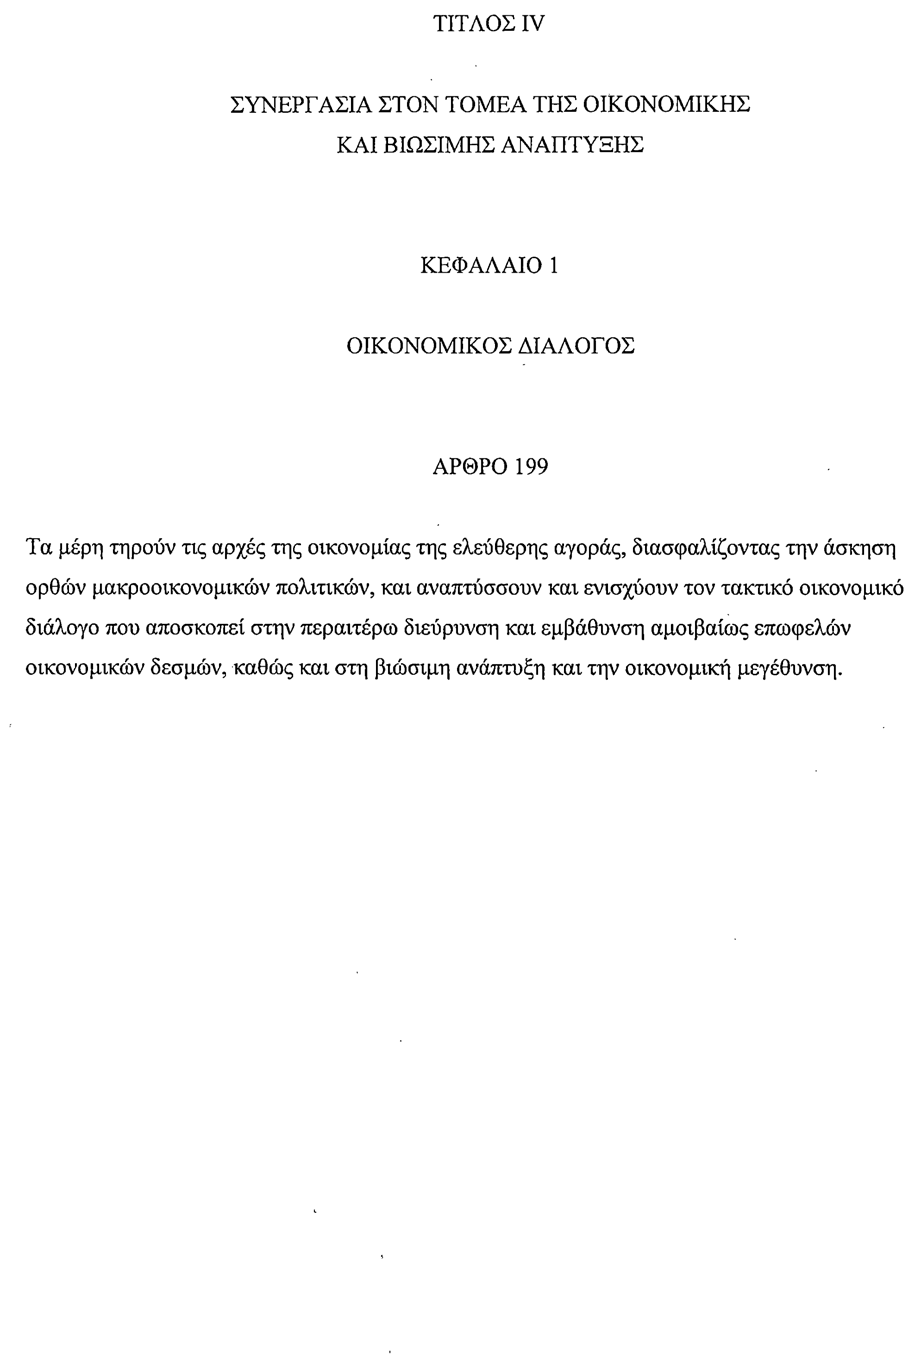 ΤΙΤΛΟΣ IV
ΣΥΝΕΡΓΑΣΙΑ ΣΤΟΝ ΤΟΜΕΑ ΤΗΣ ΟΙΚΟΝΟΜΙΚΗΣ
ΚΑΙ ΒΙΩΣΙΜΗΣ ΑΝΑΠΤΥΞΗΣ
ΚΕΦΑΛΑΙΟ 1
ΟΙΚΟΝΟΜΙΚΟΣ ΔΙΑΛΟΓΟΣ
ΑΡΘΡΟ 199
Τα μέρη τηρούν τις αρχές της οικονομίας της ελεύθερης αγοράς, διασφαλίζοντας την άσκηση
ορθών μακροοικονομικών πολιτικών, και αναπτύσσουν και ενισχύουν τον τακτικό οικονομικό
διάλογο που αποσκοπεί στην περαιτέρω διεύρυνση και εμβάθυνση αμοιβαίως επωφελών
οικονομικών δεσμών, καθώς και στη βιώσιμη ανάπτυξη και την οικονομική μεγέθυνση.